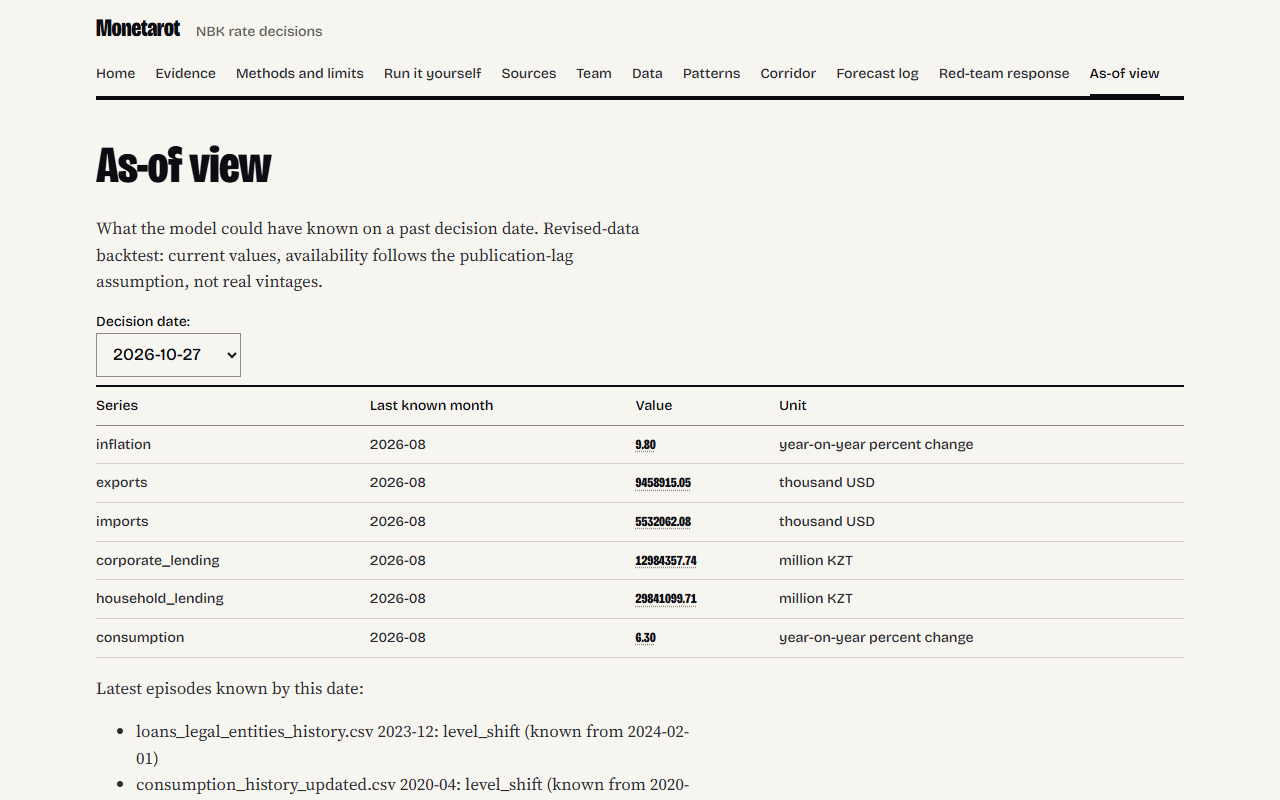 Monetarot NBK rate decisions
Home Evidence Methods and limits Run it yourself Sources Team Data Patterns Corridor Forecast log Red-team response As-of view
As-of view
What the model could have known on a past decision date. Revised-data
backtest: current values, availability follows the publication-lag
assumption, not real vintages.
Decision date:
2026-10-27
Series Last known month Value Unit
inflation 2026-08 9.80 year-on-year percent change
exports 2026-08 9458915.05 thousand USD
imports 2026-08 5532062.08 thousand USD
corporate_lending 2026-08 12984357.74 million KZT
household_lending 2026-08 29841099.71 million KZT
consumption 2026-08 6.30 year-on-year percent change
Latest episodes known by this date:
loans_legal_entities_history.csv 2023-12: level_shift (known from 2024-02-
01)
consumption_history_updated.csv 2020-04: level_shift (known from 2020-